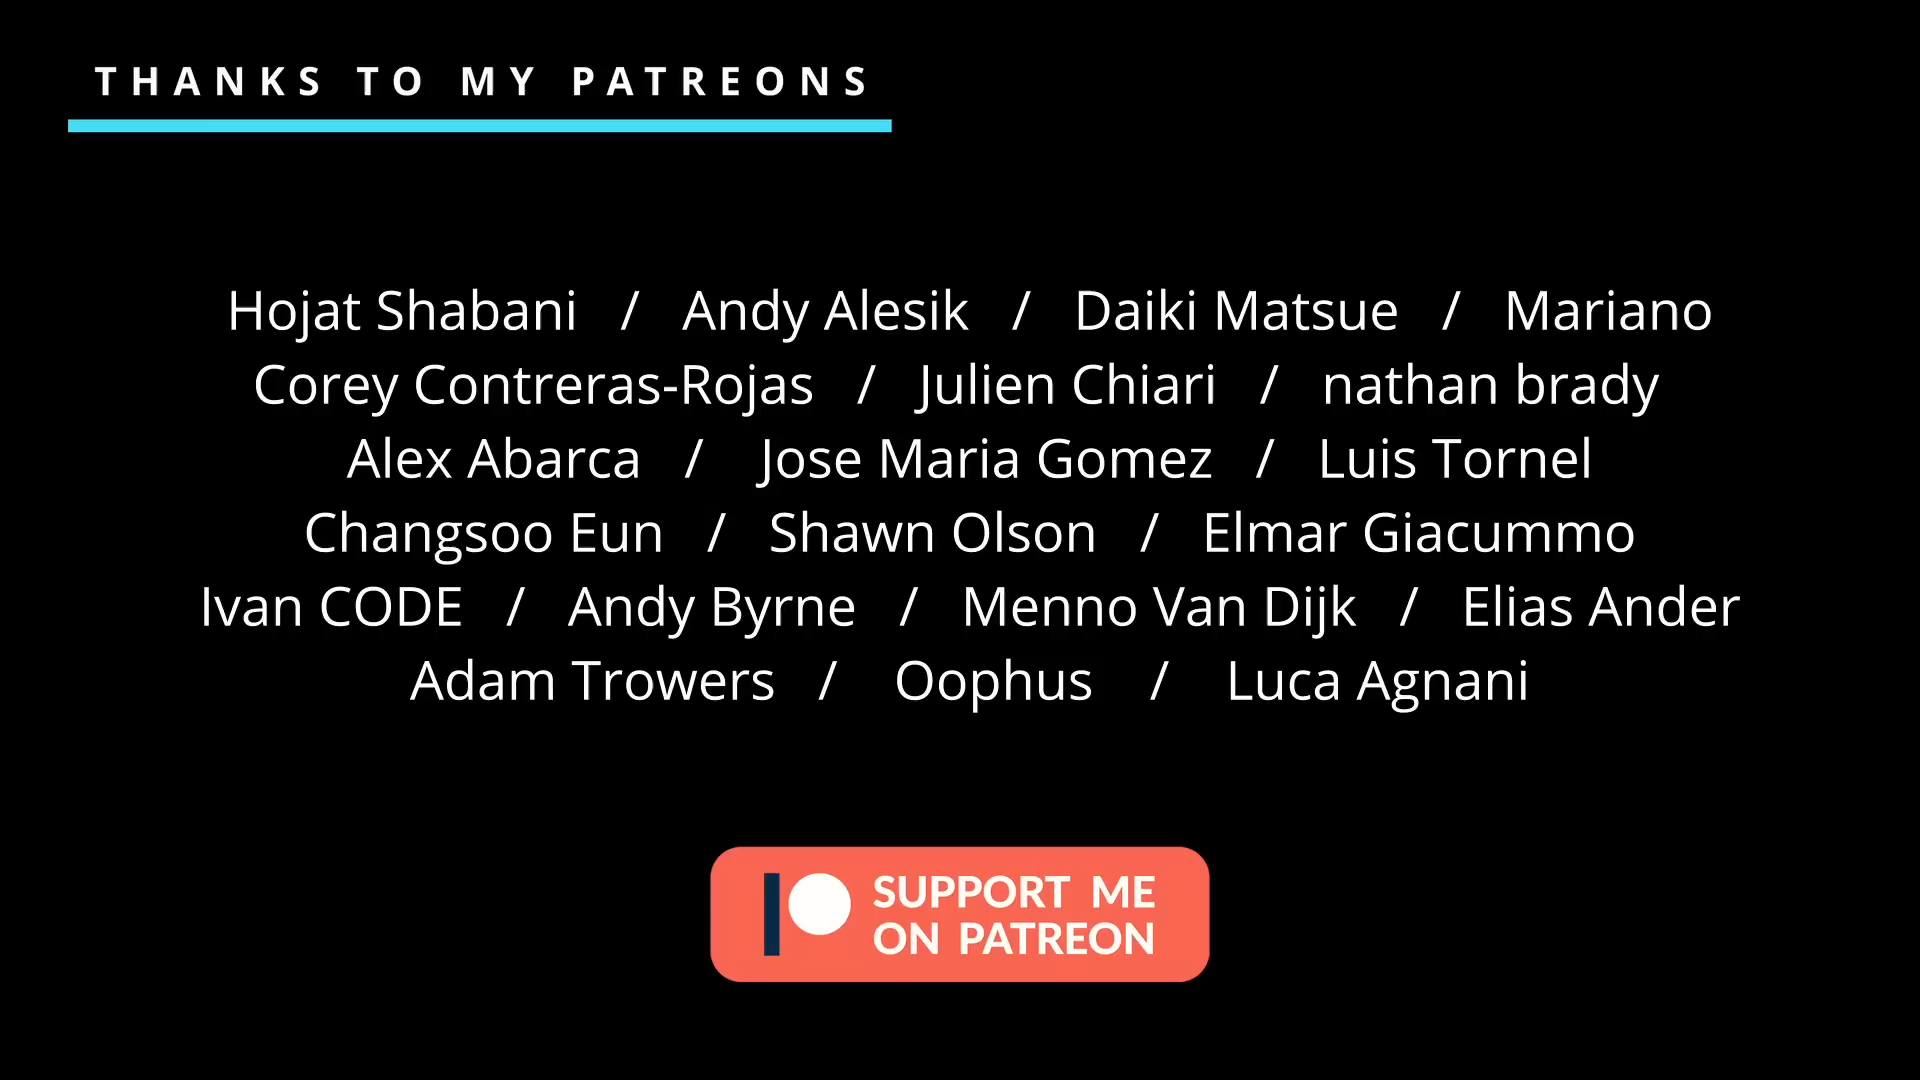 THANKS TO MY PATREONS
Hojat Shabani / Andy Alesik / Daiki Matsue / Mariano
Corey Contreras-Rojas / Julien Chiari / nathan brady
Alex Abarca / Jose Maria Gomez / Luis Tornel
Changsoo Eun / Shawn Olson / Elmar Giacummo
Ivan CODE / Andy Byrne / Menno Van Dijk / Elias Ander
Adam Trowers / Oophus / Luca Agnani
SUPPORT ME
ON PATREON